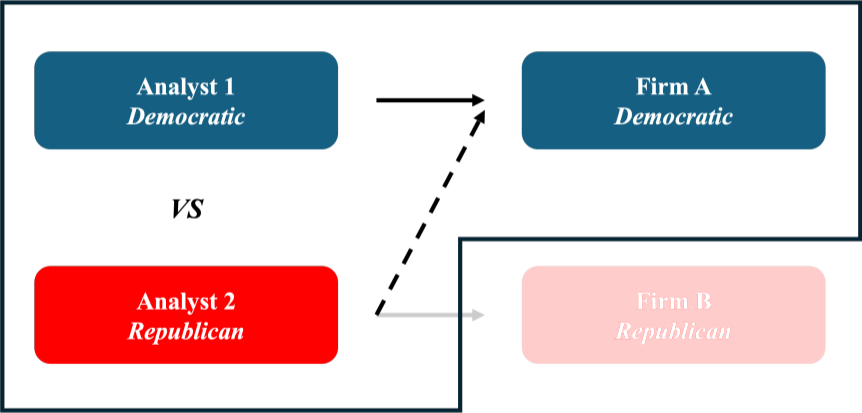 Analyst 1
Democratic
Firm A
Democratic
VS
Analyst 2
Republican
Firm B
Republican